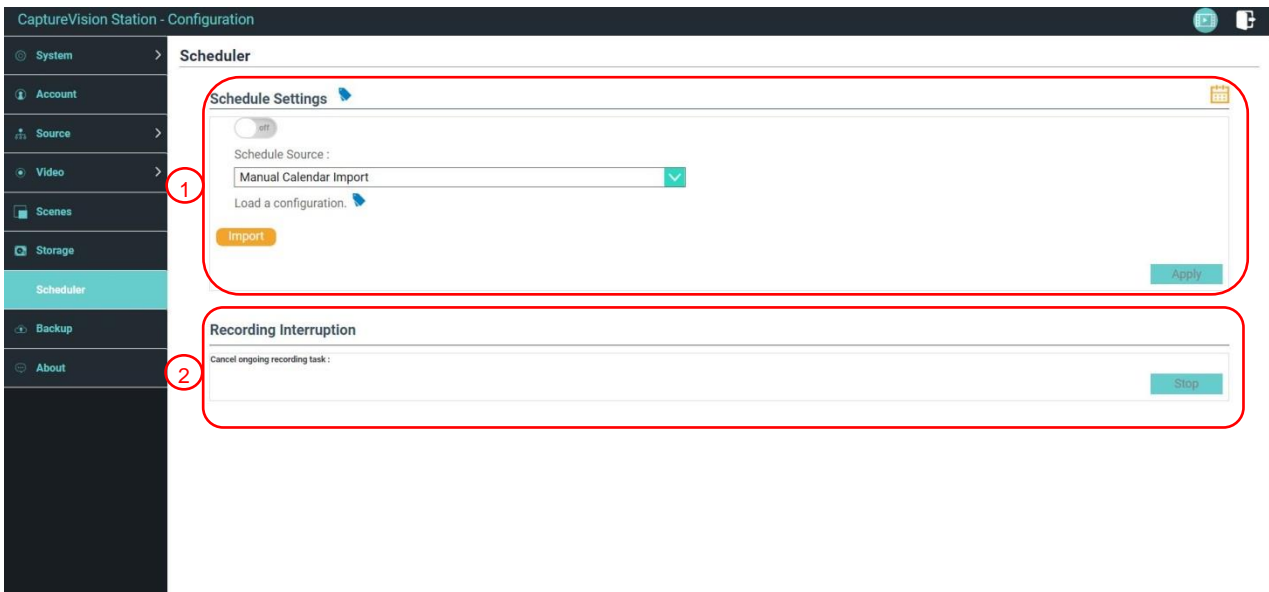 CaptureVision Station - Configuration
System
Account
Source
Video
Scenes
Storage
Scheduler
Backup
About
Scheduler
1
Schedule Settings
off
Schedule Source :
Manual Calendar Import
Load a configuration.
Import
Apply
2
Recording Interruption
Cancel ongoing recording task :
Stop